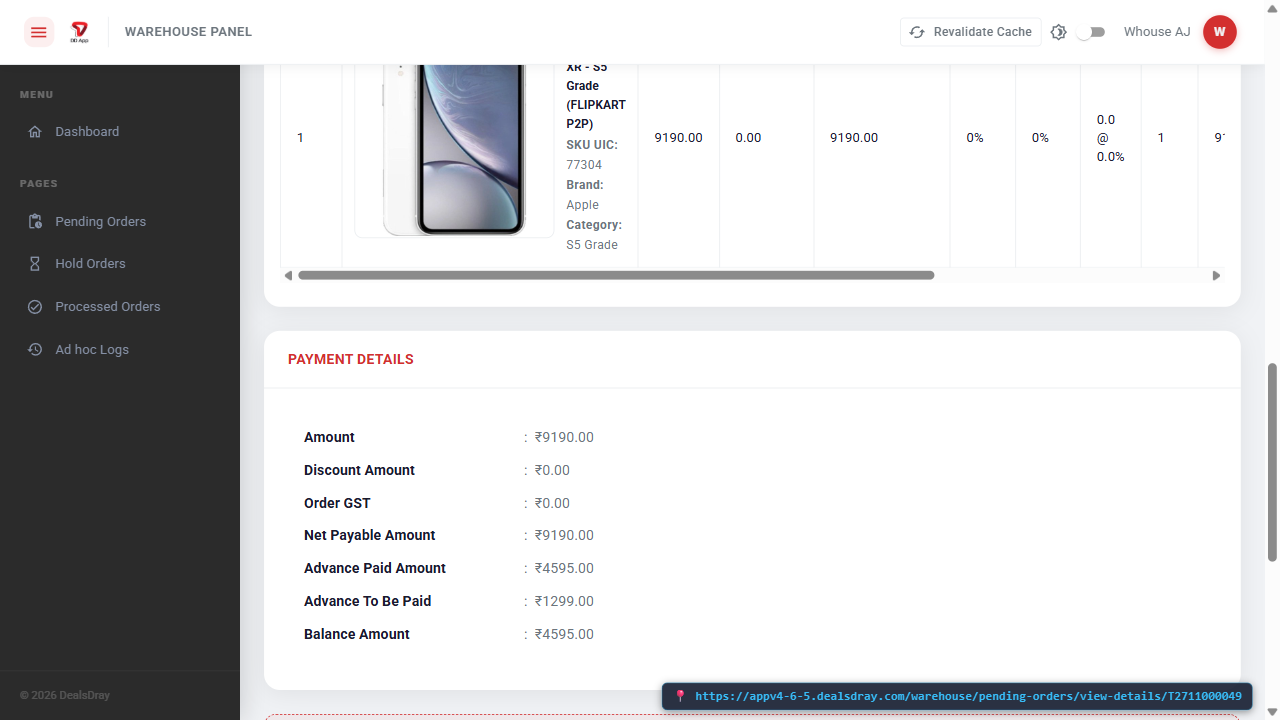 DD App
WAREHOUSE PANEL
Revalidate Cache
Whouse AJ
W
MENU
Dashboard
PAGES
Pending Orders
Hold Orders
Processed Orders
Ad hoc Logs
© 2026 DealsDray
1
XR - S5
Grade
(FLIPKART
P2P)
SKU UIC:
77304
Brand:
Apple
Category:
S5 Grade
9190.00
0.00
9190.00
0%
0%
0.0
@
0.0%
1
PAYMENT DETAILS
Amount : ₹9190.00
Discount Amount : ₹0.00
Order GST : ₹0.00
Net Payable Amount : ₹9190.00
Advance Paid Amount : ₹4595.00
Advance To Be Paid : ₹1299.00
Balance Amount : ₹4595.00
https://appv4-6-5.dealsdray.com/warehouse/pending-orders/view-details/T2711000049